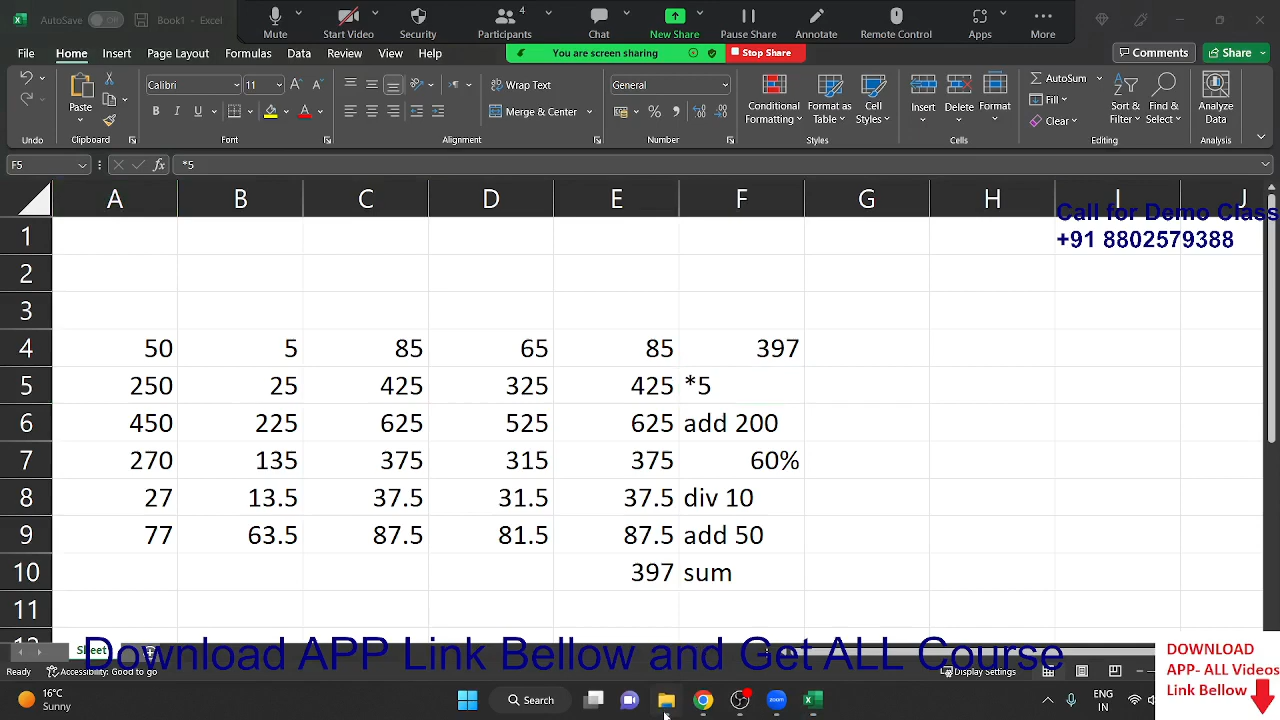 AutoSave Off Book1 - Excel
Mute Start Video Security Participants 4 Chat New Share Pause Share Annotate Remote Control Apps More
File Home Insert Page Layout Formulas Data Review View Help You are screen sharing Stop Share Comments Share
Calibri 11 Wrap Text General AutoSum
Paste Merge & Center Conditional Formatting Format as Table Cell Styles Insert Delete Format Fill Clear Sort & Filter Find & Select Analyze Data
Undo Clipboard Font Alignment Number Styles Cells Editing Analysis
F5 fx *5
A B C D E F G H I J
Call for Demo Class
1 +91 8802579388
2
3
4 50 5 85 65 85 397
5 250 25 425 325 425 *5
6 450 225 625 525 625 add 200
7 270 135 375 315 375 60%
8 27 13.5 37.5 31.5 37.5 div 10
9 77 63.5 87.5 81.5 87.5 add 50
10 397 sum
11
Download APP Link Bellow and Get ALL Course
DOWNLOAD
APP- ALL Videos
Link Bellow
Ready Accessibility: Good to go Display Settings
16°C
Sunny
Search
ENG
IN